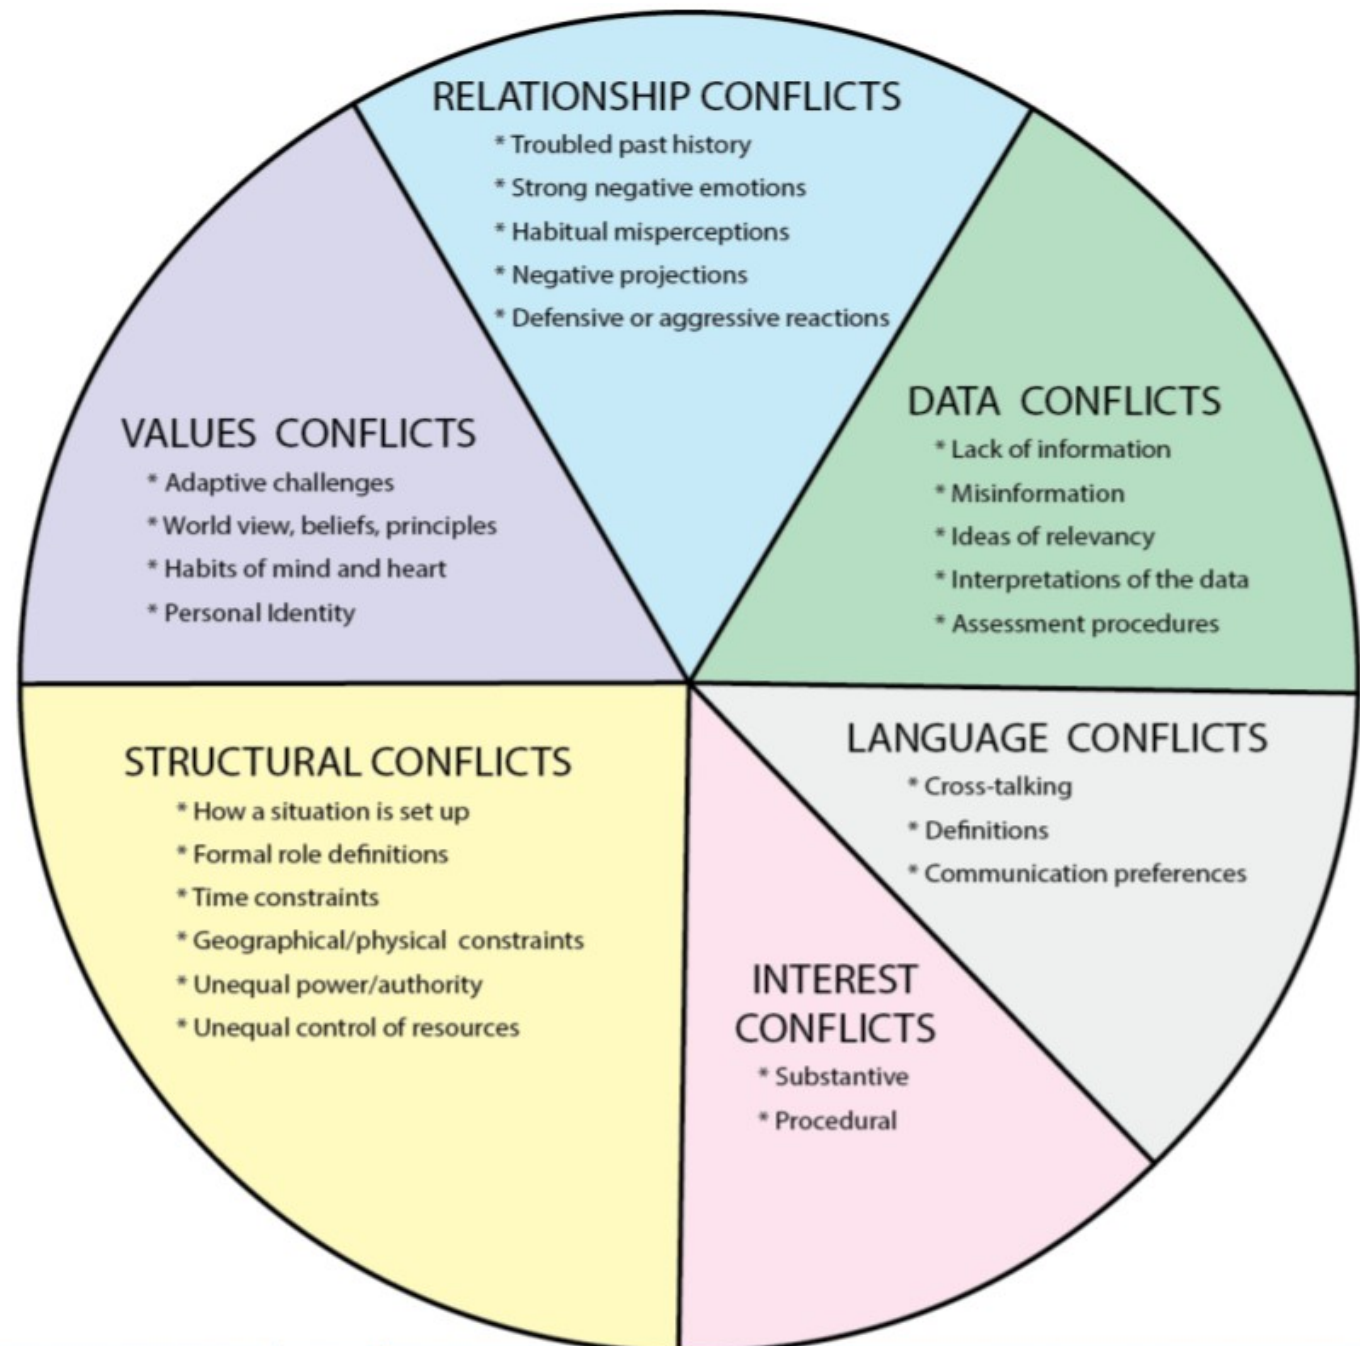 RELATIONSHIP CONFLICTS
* Troubled past history
* Strong negative emotions
* Habitual misperceptions
* Negative projections
* Defensive or aggressive reactions
DATA CONFLICTS
* Lack of information
* Misinformation
* Ideas of relevancy
* Interpretations of the data
* Assessment procedures
LANGUAGE CONFLICTS
* Cross-talking
* Definitions
* Communication preferences
INTEREST
CONFLICTS
* Substantive
* Procedural
STRUCTURAL CONFLICTS
* How a situation is set up
* Formal role definitions
* Time constraints
* Geographical/physical constraints
* Unequal power/authority
* Unequal control of resources
VALUES CONFLICTS
* Adaptive challenges
* World view, beliefs, principles
* Habits of mind and heart
* Personal Identity